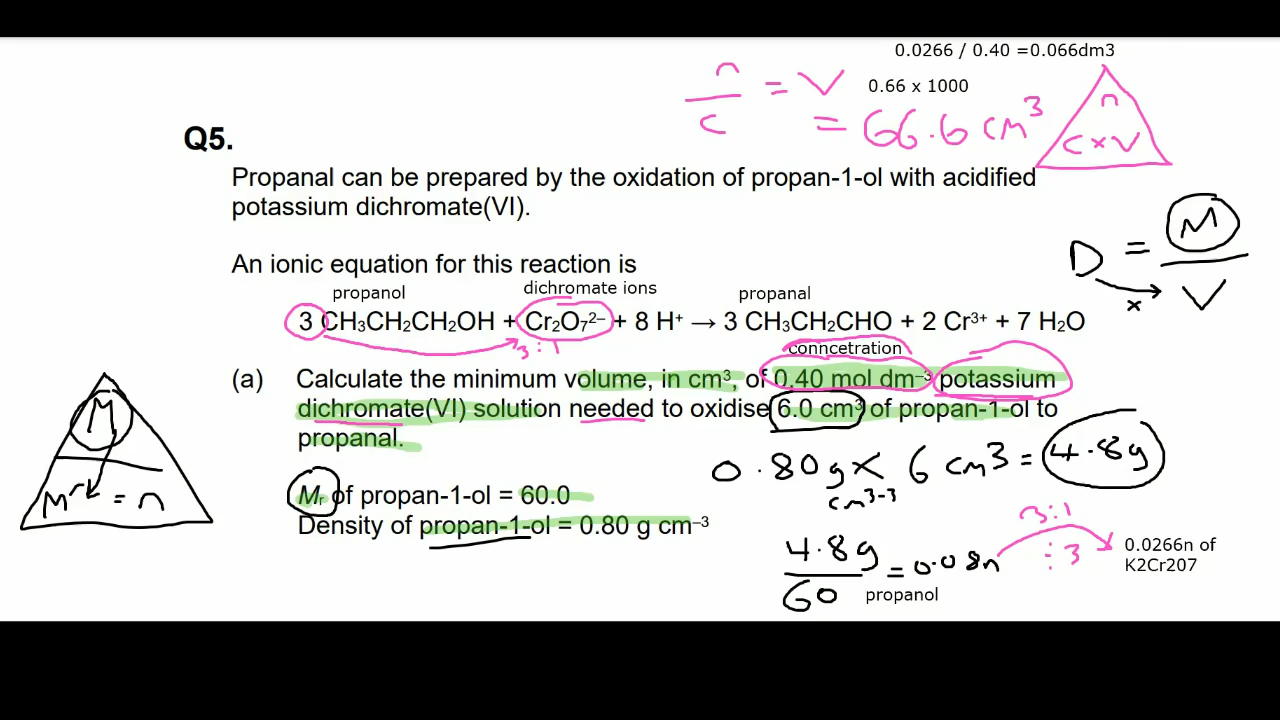 0.0266 / 0.40 =0.066dm3
n/c = V
0.66 x 1000
= 66.6 cm³
n
c x V
Q5.
Propanal can be prepared by the oxidation of propan-1-ol with acidified
potassium dichromate(VI).
D = M/V
x
An ionic equation for this reaction is
propanol
dichromate ions
propanal
3 CH₃CH₂CH₂OH + Cr₂O₇²⁻ + 8 H⁺ → 3 CH₃CH₂CHO + 2 Cr³⁺ + 7 H₂O
3:1
conncetration
(a) Calculate the minimum volume, in cm³, of 0.40 mol dm⁻³ potassium
dichromate(VI) solution needed to oxidise 6.0 cm³ of propan-1-ol to
propanal.
M
Mr = n
0.80g x 6 cm³ = 4.8g
cm³⁻³
Mᵣ of propan-1-ol = 60.0
Density of propan-1-ol = 0.80 g cm⁻³
4.8g/60 = 0.08n
propanol
3:1
÷3
0.0266n of
K2Cr207